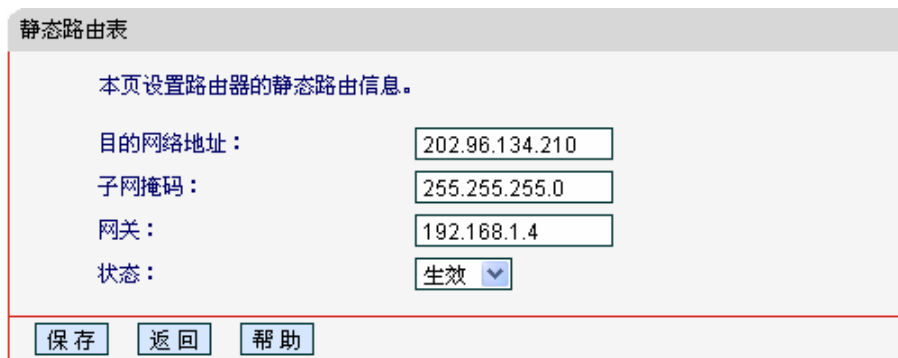 静态路由表
本页设置路由器的静态路由信息。
目的网络地址： 202.96.134.210
子网掩码： 255.255.255.0
网关： 192.168.1.4
状态： 生效
保存 返回 帮助